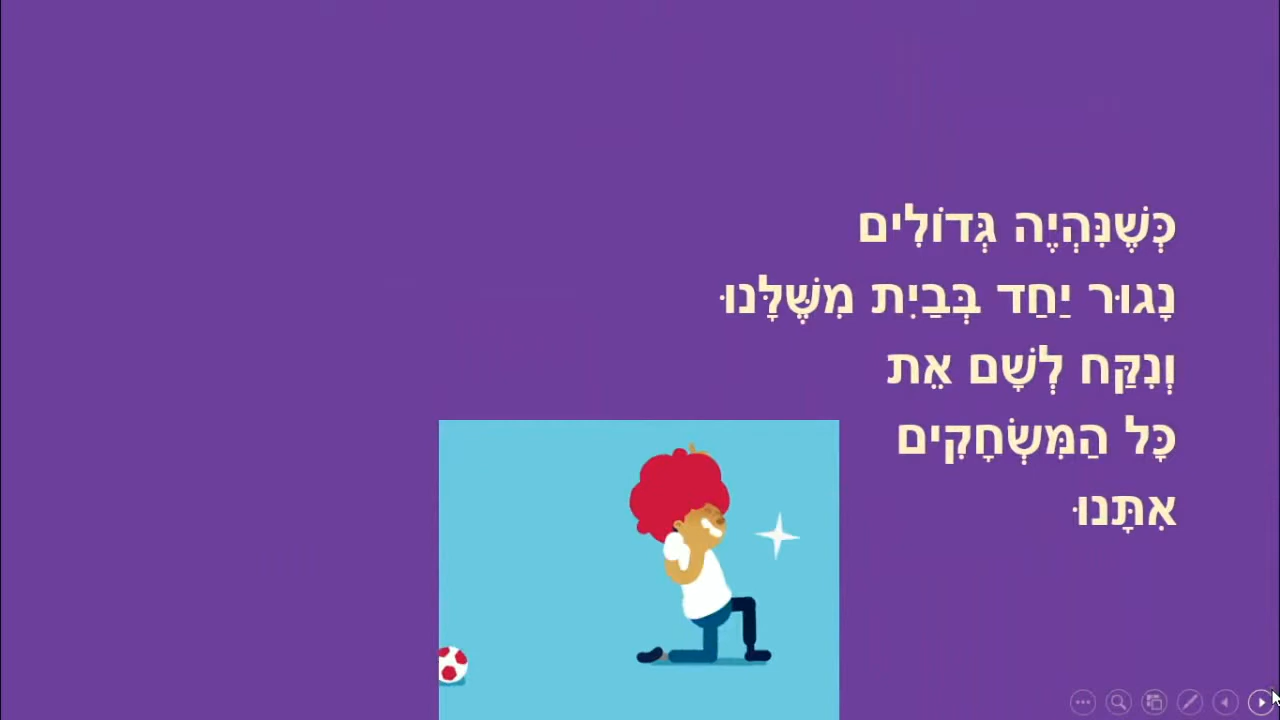 כְּשֶׁנִּהְיֶה גְּדוֹלִים
נָגוּר יַחַד בְּבַיִת מִשֶּׁלָּנוּ
וְנִקַּח לְשָׁם אֵת
כָּל הַמִּשְׂחָקִים
אִתָּנוּ